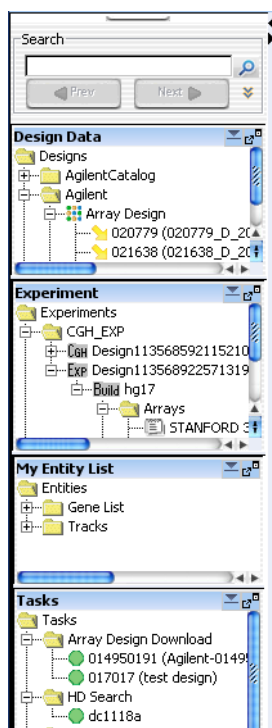 Search
Prev Next
Design Data
Designs
AgilentCatalog
Agilent
Array Design
020779 (020779_D_20
021638 (021638_D_20
Experiment
Experiments
CGH_EXP
CGH Design113568592115210
EXP Design113568922571319
Build hg17
Arrays
STANFORD 3
My Entity List
Entities
Gene List
Tracks
Tasks
Tasks
Array Design Download
014950191 (Agilent-0149
017017 (test design)
HD Search
dc1118a